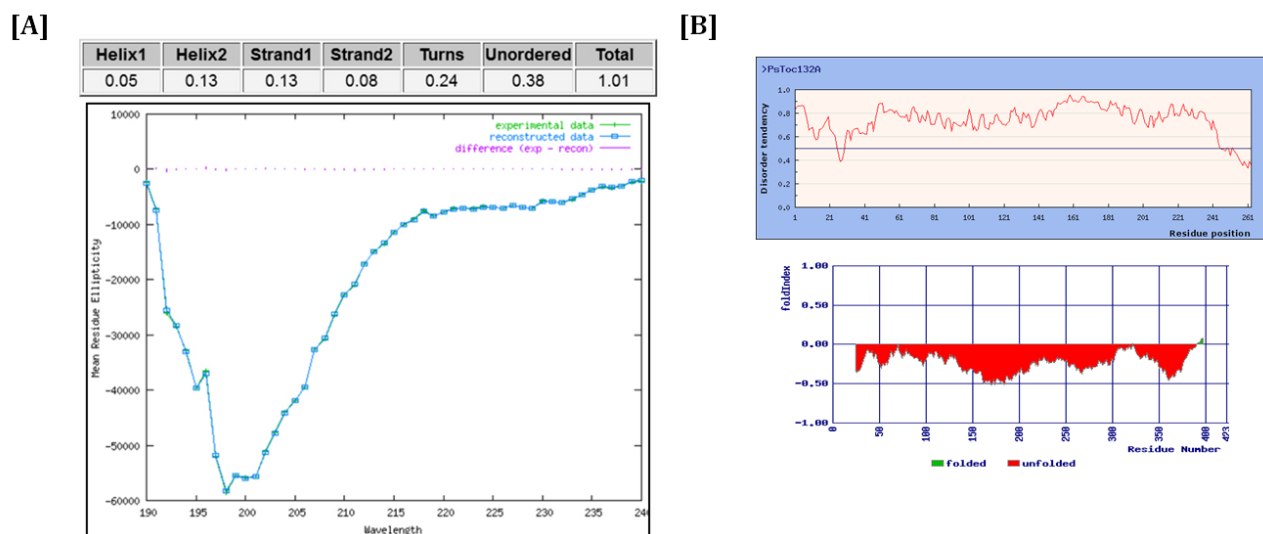 [A]
Helix1 Helix2 Strand1 Strand2 Turns Unordered Total
0.05 0.13 0.13 0.08 0.24 0.38 1.01
experimental data
reconstructed data
difference (exp - recon)
10000
0
-10000
-20000
-30000
-40000
-50000
-60000
Mean Residue Ellipticity
190 195 200 205 210 215 220 225 230 235 240
Wavelength
[B]
>PsToc132A
1.0
0.8
0.6
0.4
0.2
0.0
Disorder tendency
1 21 41 61 81 101 121 141 161 181 201 221 241 261
Residue position
1.00
0.50
0.00
-0.50
-1.00
foldIndex
0 50 100 150 200 250 300 350 400 423
Residue Number
folded unfolded